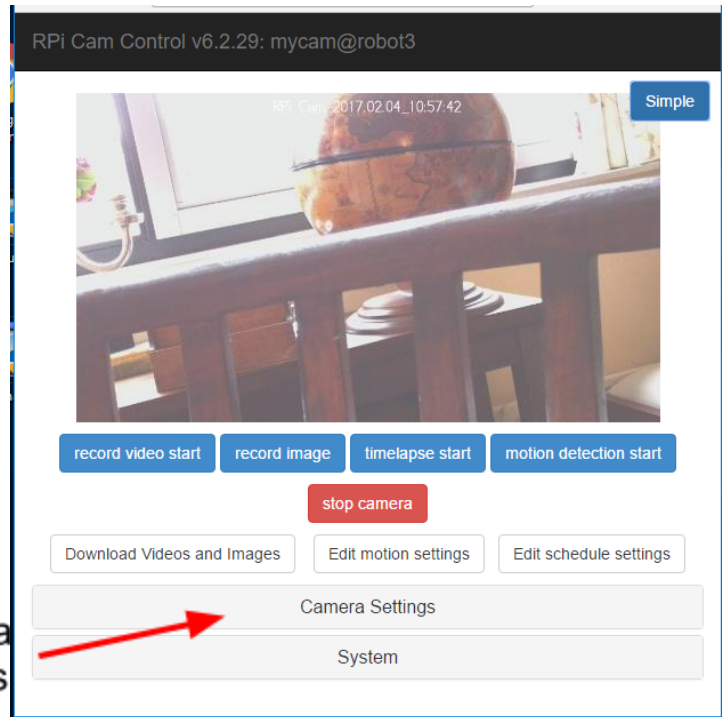 RPi Cam Control v6.2.29: mycam@robot3
Simple
RPi Cam 2017.02.04_10:57:42
record video start record image timelapse start motion detection start
stop camera
Download Videos and Images Edit motion settings Edit schedule settings
Camera Settings
System